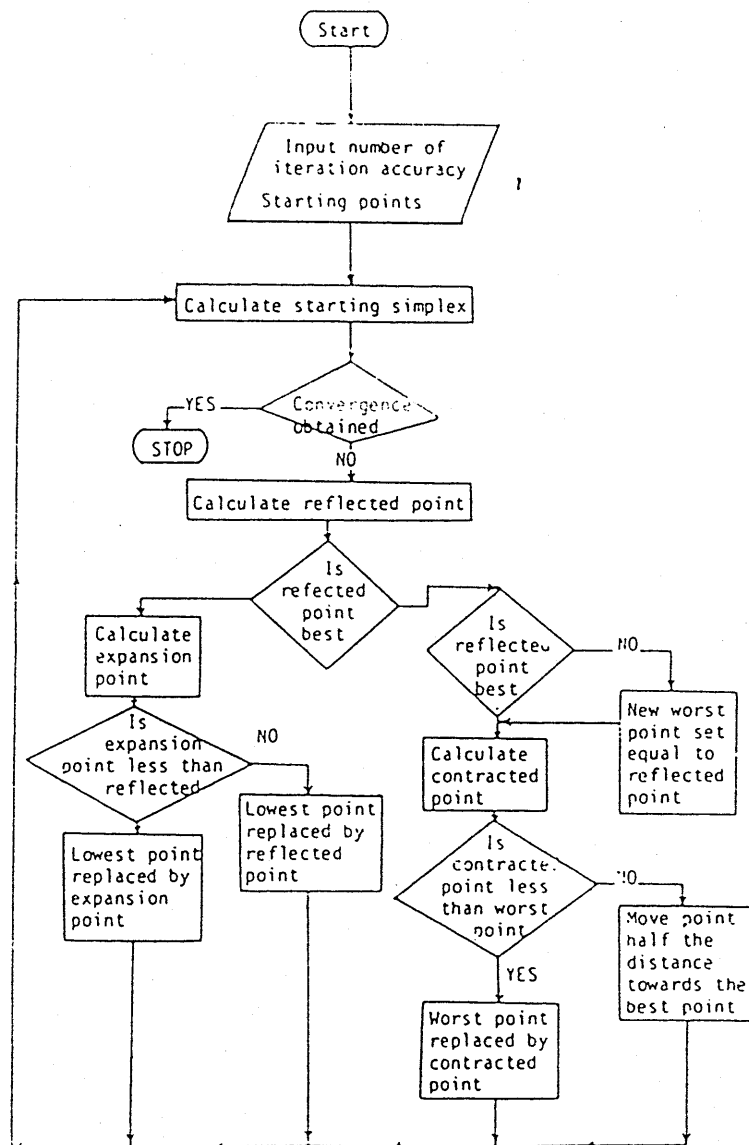 Start
Input number of
iteration accuracy
Starting points
Calculate starting simplex
YES
Convergence
obtained
STOP
NO
Calculate reflected point
Is
refected
point
best
Calculate
expansion
point
Is
reflected
point
best
NO
Is
expansion
point less than
reflected
NO
New worst
point set
equal to
reflected
point
Calculate
contracted
point
Lowest point
replaced by
reflected
point
Lowest point
replaced by
expansion
point
Is
contracte
point less
than worst
point
NO
Move point
half the
distance
towards the
best point
YES
Worst point
replaced by
contracted
point